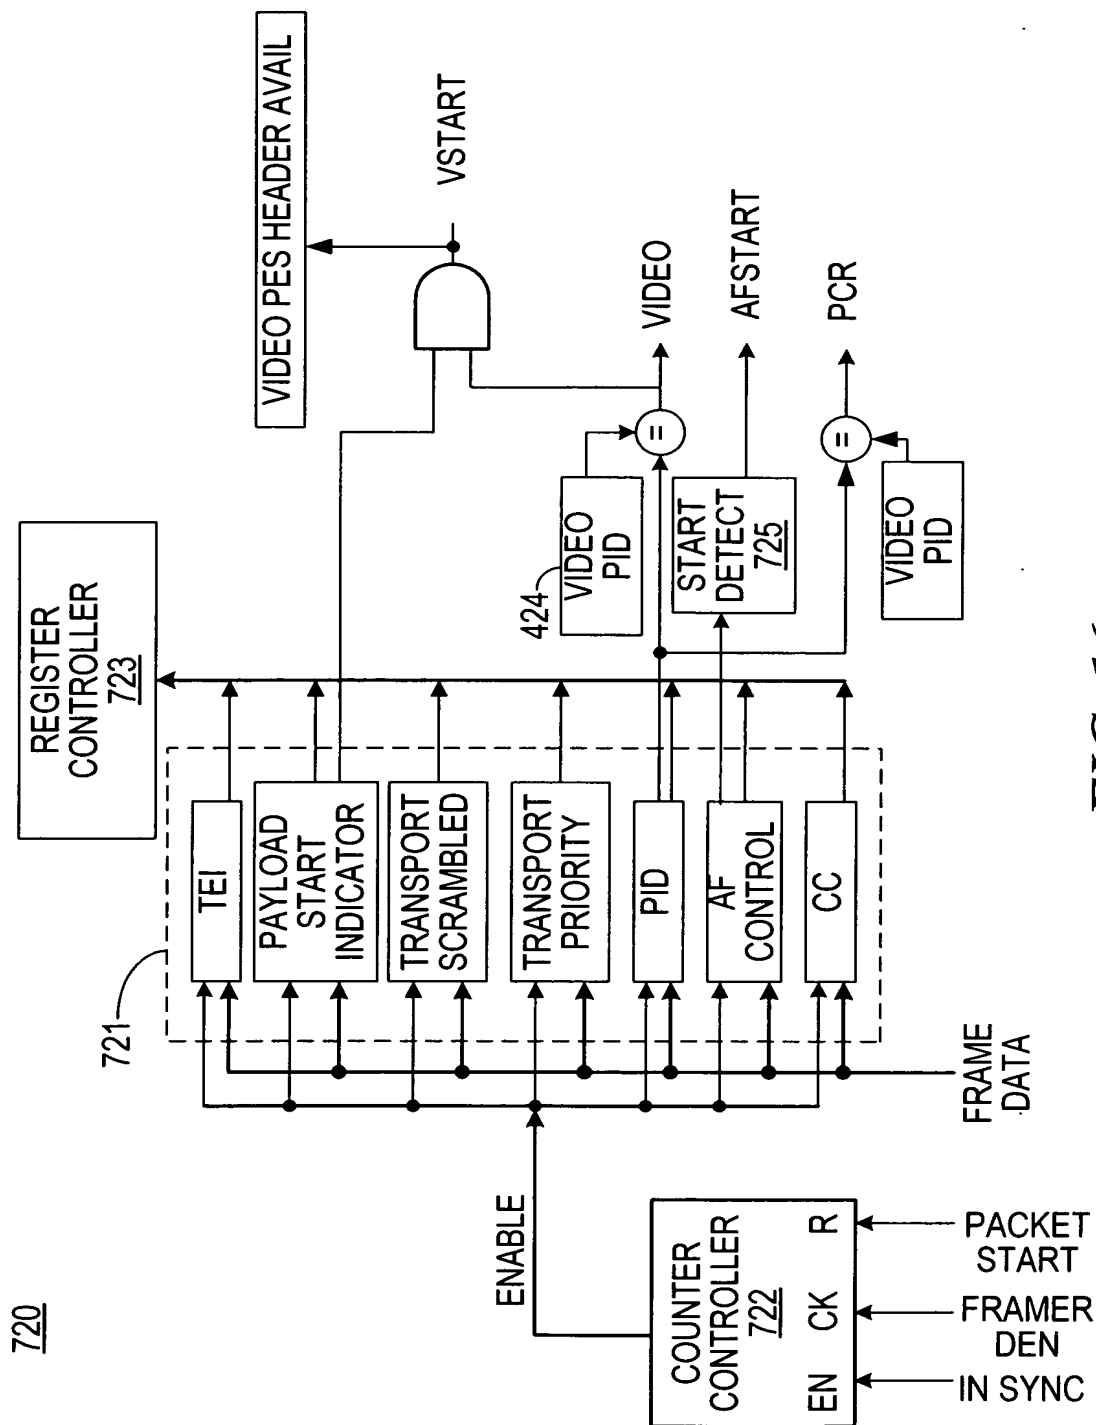 720
VIDEO PES HEADER AVAIL
VSTART
REGISTER
CONTROLLER
723
VIDEO
AFSTART
PCR
424
VIDEO
PID
START
DETECT
725
VIDEO
PID
=
=
721
TEI
PAYLOAD
START
INDICATOR
TRANSPORT
SCRAMBLED
TRANSPORT
PRIORITY
PID
AF
CONTROL
CC
ENABLE
FRAME
DATA
COUNTER
CONTROLLER
722
EN
CK
R
PACKET
START
FRAMER
DEN
IN SYNC